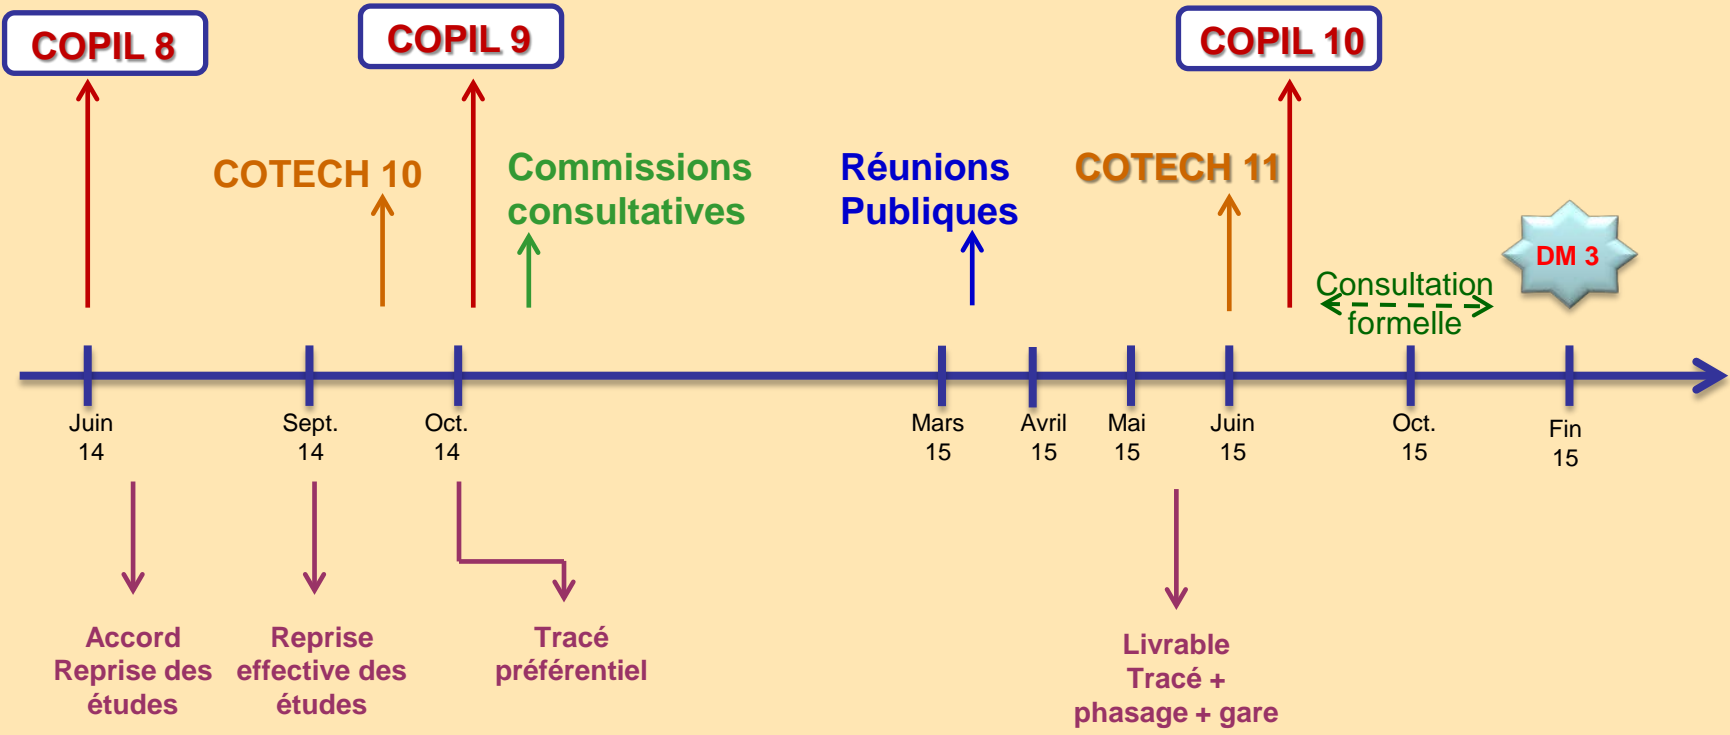 COPIL 8
COPIL 9
COPIL 10
COTECH 10
Commissions
consultatives
Réunions
Publiques
COTECH 11
DM 3
Consultation
formelle
Juin
14
Sept.
14
Oct.
14
Mars
15
Avril
15
Mai
15
Juin
15
Oct.
15
Fin
15
Accord
Reprise des
études
Reprise
effective des
études
Tracé
préférentiel
Livrable
Tracé +
phasage + gare